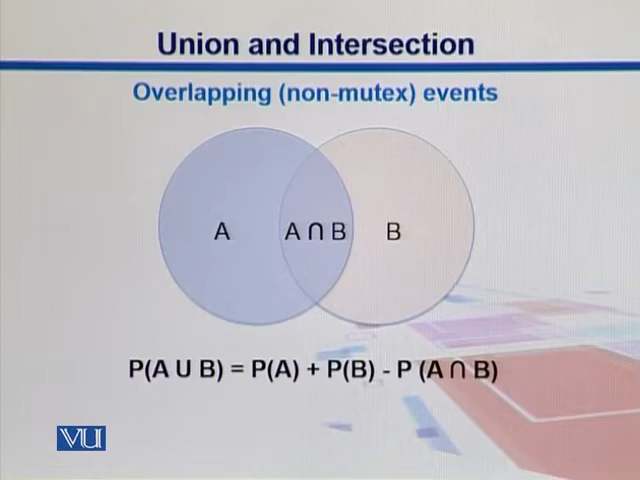 Union and Intersection
Overlapping (non-mutex) events
A A ∩ B B
P(A U B) = P(A) + P(B) - P (A ∩ B)
VU